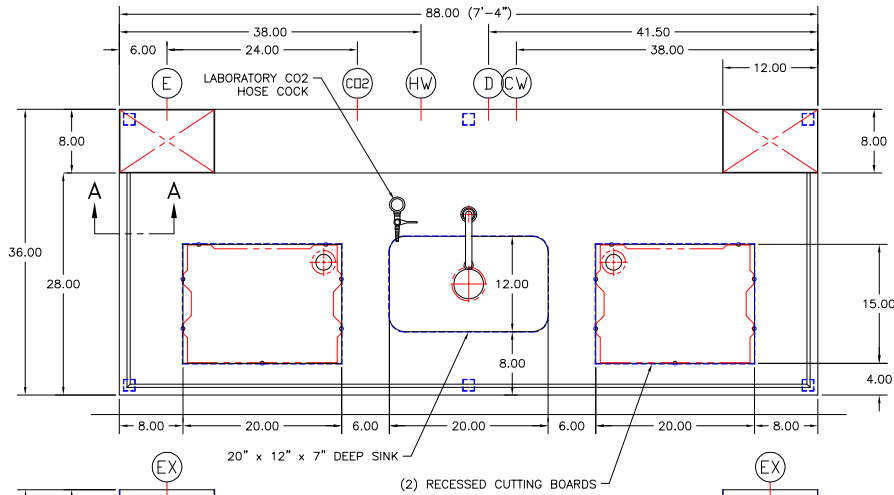 88.00 (7'-4")
38.00
41.50
6.00
24.00
38.00
12.00
LABORATORY CO2
HOSE COCK
E
CO2
HW
D
CW
8.00
8.00
A
A
36.00
28.00
12.00
15.00
8.00
4.00
8.00
20.00
6.00
20.00
6.00
20.00
8.00
20" x 12" x 7" DEEP SINK
(2) RECESSED CUTTING BOARDS
EX
EX